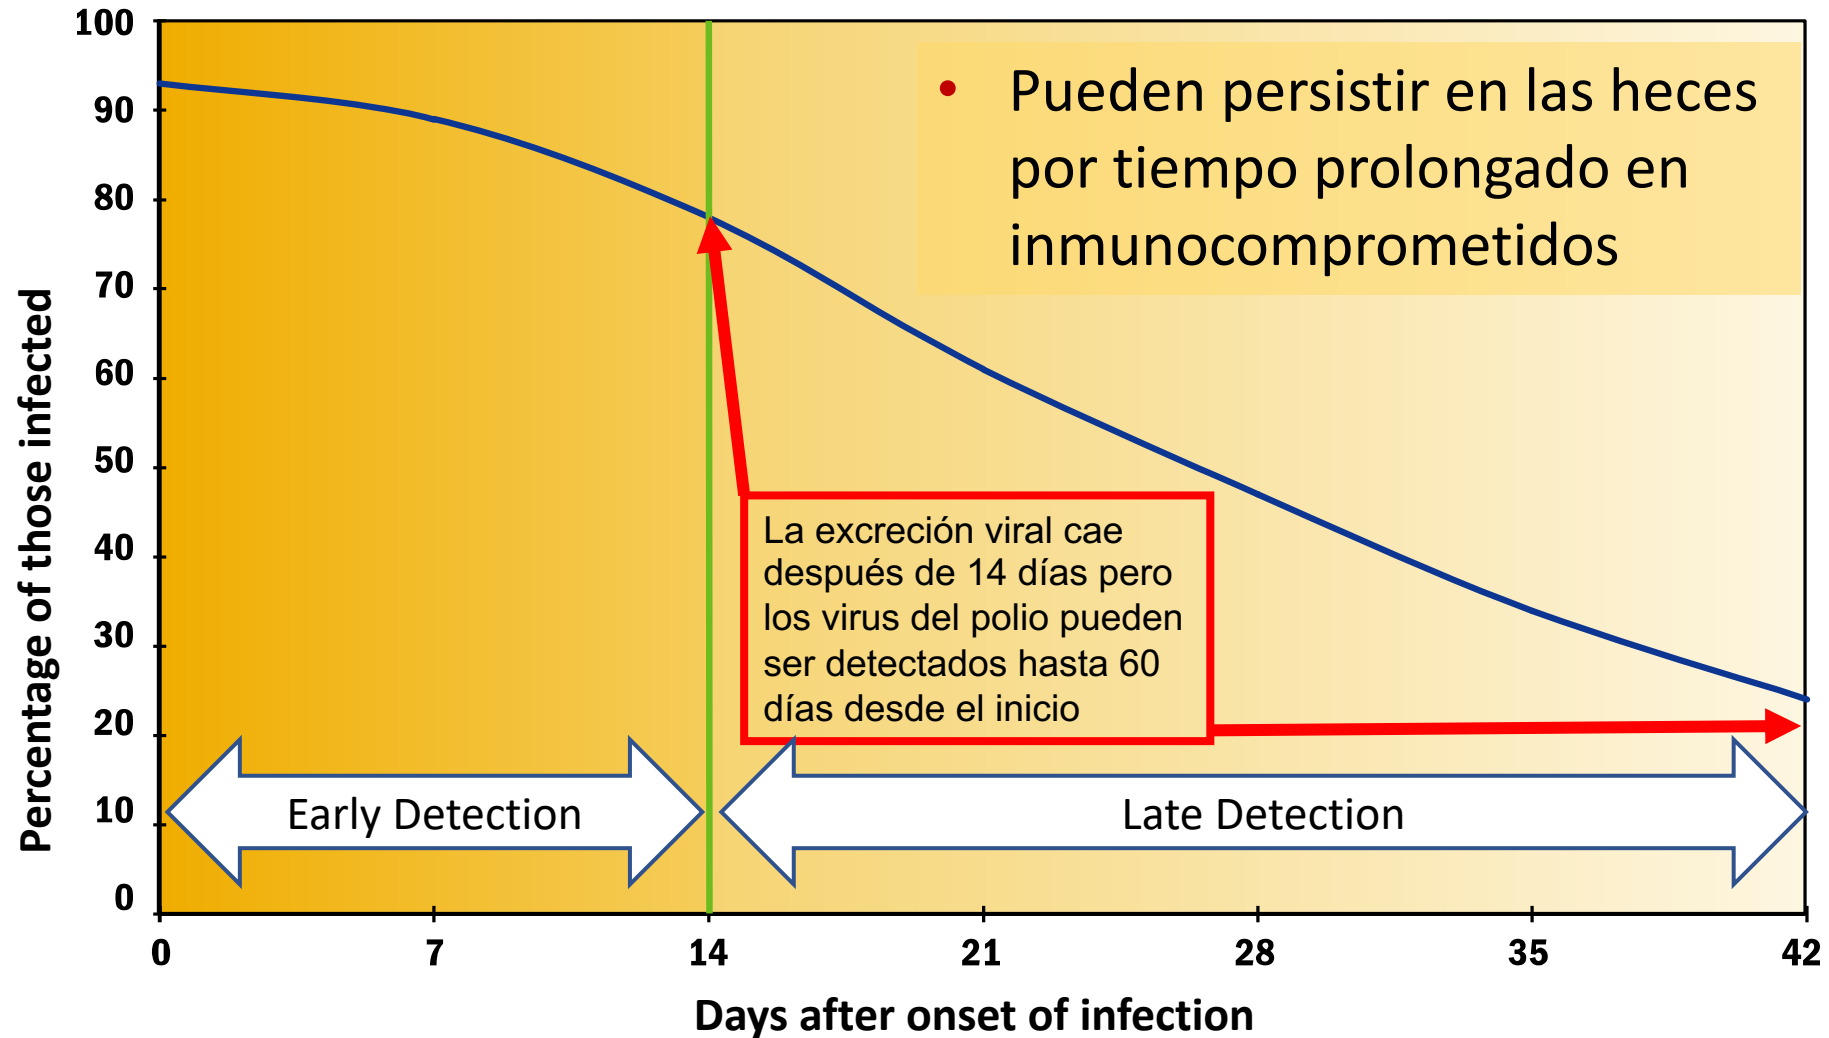 100
90
80
70
60
50
40
30
20
10
0
Percentage of those infected
• Pueden persistir en las heces
por tiempo prolongado en
inmunocomprometidos
La excreción viral cae
después de 14 días pero
los virus del polio pueden
ser detectados hasta 60
días desde el inicio
Early Detection
Late Detection
0 7 14 21 28 35 42
Days after onset of infection